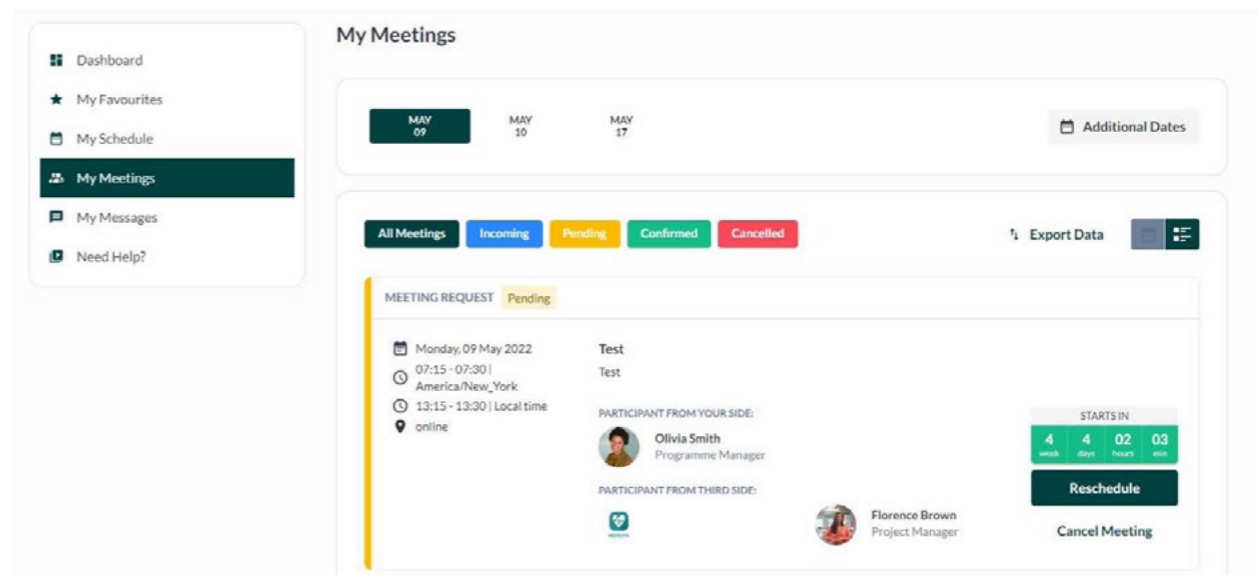 My Meetings
Dashboard
My Favourites
My Schedule
My Meetings
My Messages
Need Help?
MAY
09
MAY
10
MAY
17
Additional Dates
All Meetings
Incoming
Pending
Confirmed
Cancelled
Export Data
MEETING REQUEST Pending
Monday, 09 May 2022
07:15 - 07:30 |
America/New_York
13:15 - 13:30 | Local time
online
Test
Test
PARTICIPANT FROM YOUR SIDE:
Olivia Smith
Programme Manager
PARTICIPANT FROM THIRD SIDE:
Florence Brown
Project Manager
STARTS IN
4 4 02 03
week days hours min
Reschedule
Cancel Meeting